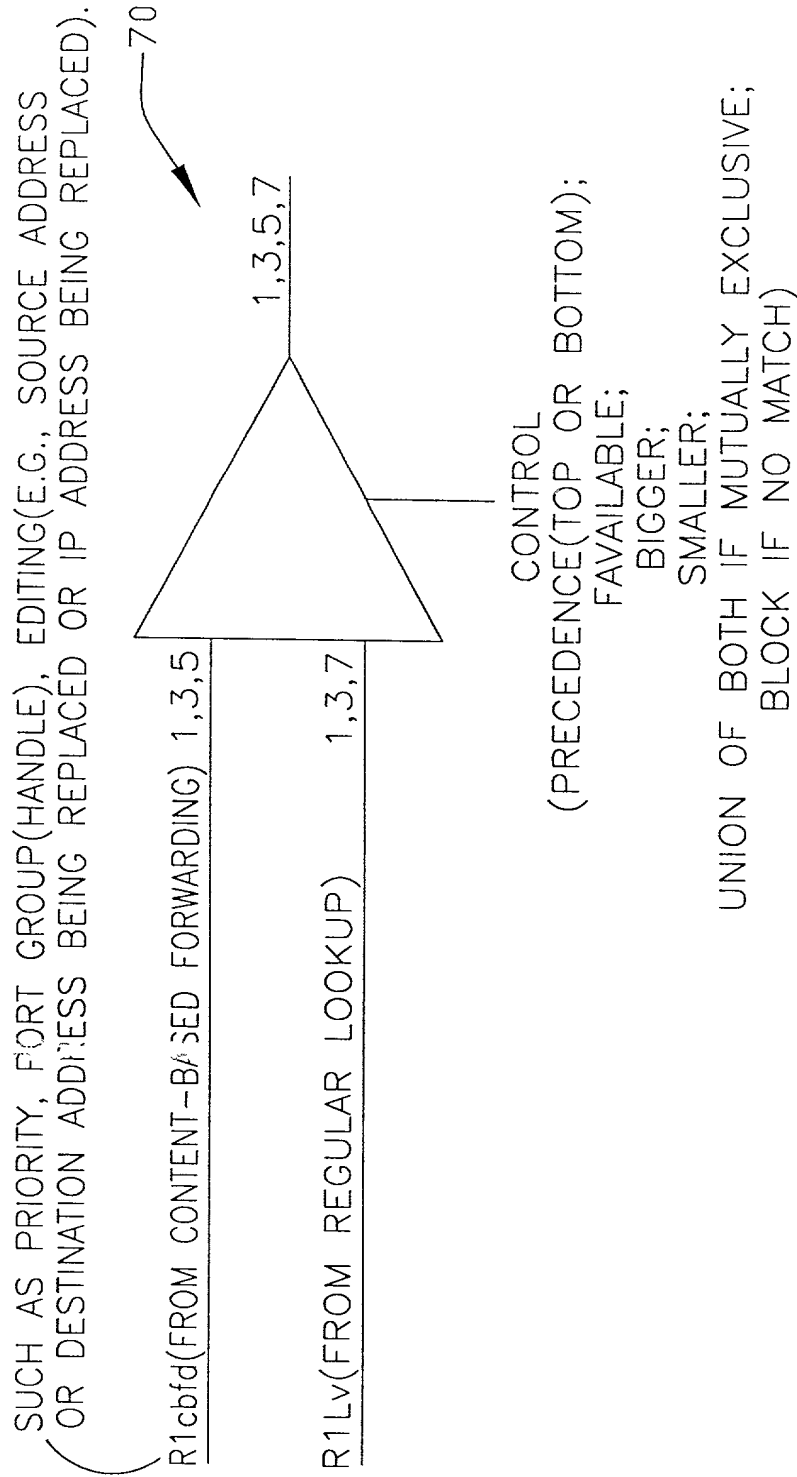 SUCH AS PRIORITY, PORT GROUP(HANDLE), EDITING(E.G., SOURCE ADDRESS
OR DESTINATION ADDRESS BEING REPLACED OR IP ADDRESS BEING REPLACED).
70
R1cbfd(FROM CONTENT-BASED FORWARDING) 1,3,5
1,3,5,7
R1Lv(FROM REGULAR LOOKUP) 1,3,7
CONTROL
(PRECEDENCE(TOP OR BOTTOM);
FAVAILABLE;
BIGGER;
SMALLER;
UNION OF BOTH IF MUTUALLY EXCLUSIVE;
BLOCK IF NO MATCH)